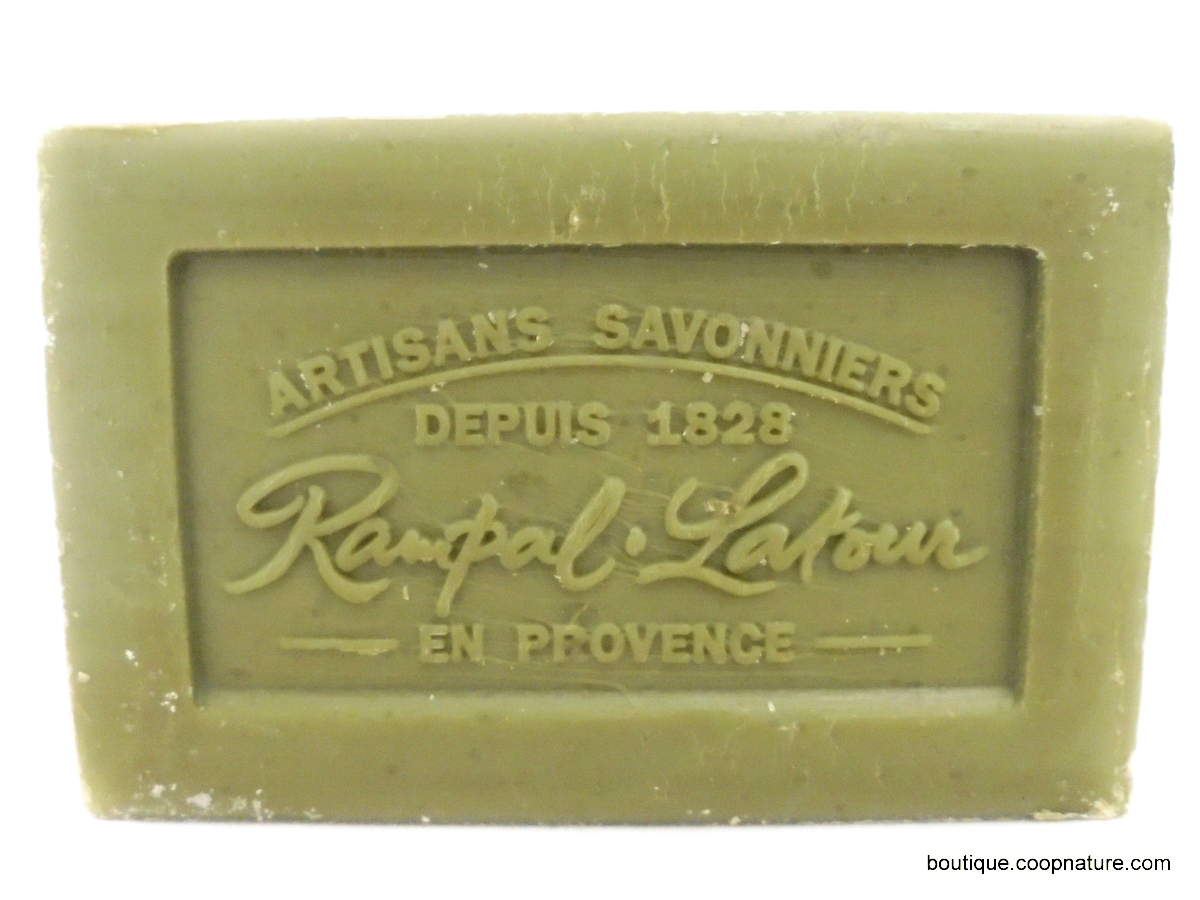 ARTISANS SAVONNIERS
DEPUIS 1828
Rampal·Latour
EN PROVENCE
boutique.coopnature.com